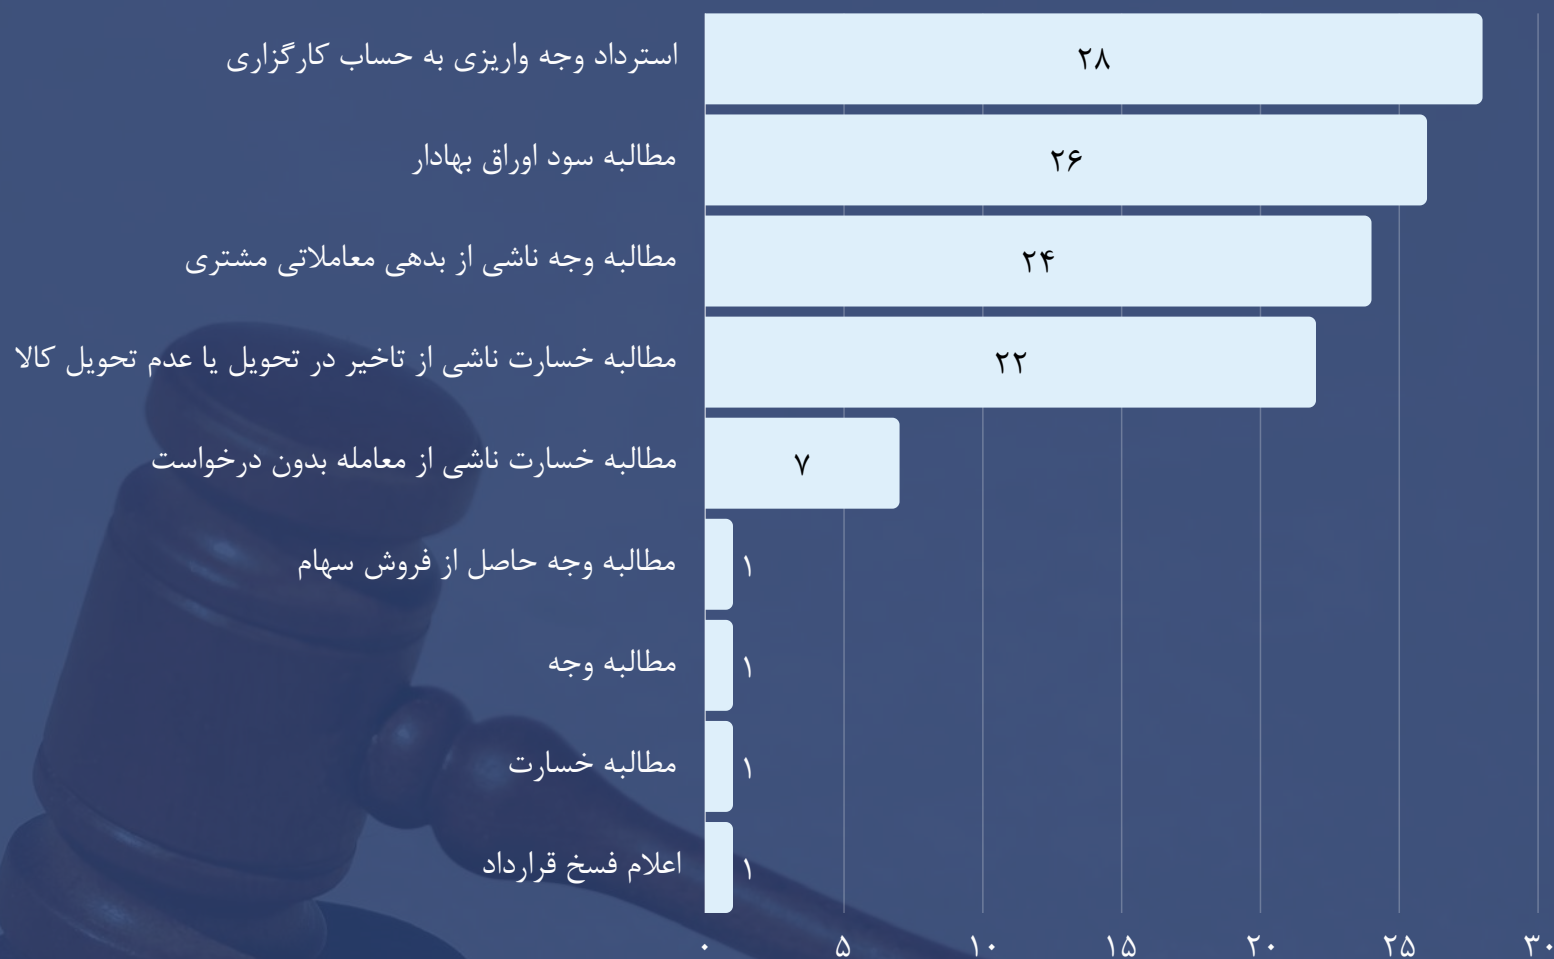 استرداد وجه واریزی به حساب کارگزاری ۲۸
مطالبه سود اوراق بهادار ۲۶
مطالبه وجه ناشی از بدهی معاملاتی مشتری ۲۴
مطالبه خسارت ناشی از تاخیر در تحویل یا عدم تحویل کالا ۲۲
مطالبه خسارت ناشی از معامله بدون درخواست ۷
مطالبه وجه حاصل از فروش سهام ۱
مطالبه وجه ۱
مطالبه خسارت ۱
اعلام فسخ قرارداد ۱
۰ ۵ ۱۰ ۱۵ ۲۰ ۲۵ ۳۰